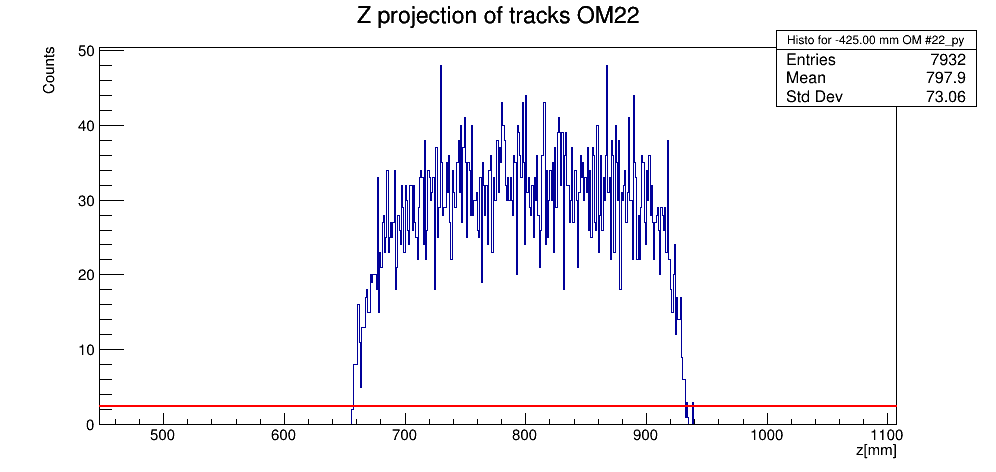 Z projection of tracks OM22
Histo for -425.00 mm OM #22_py
Entries 7932
Mean 797.9
Std Dev 73.06
Counts
50
40
30
20
10
0
500 600 700 800 900 1000 1100
z[mm]